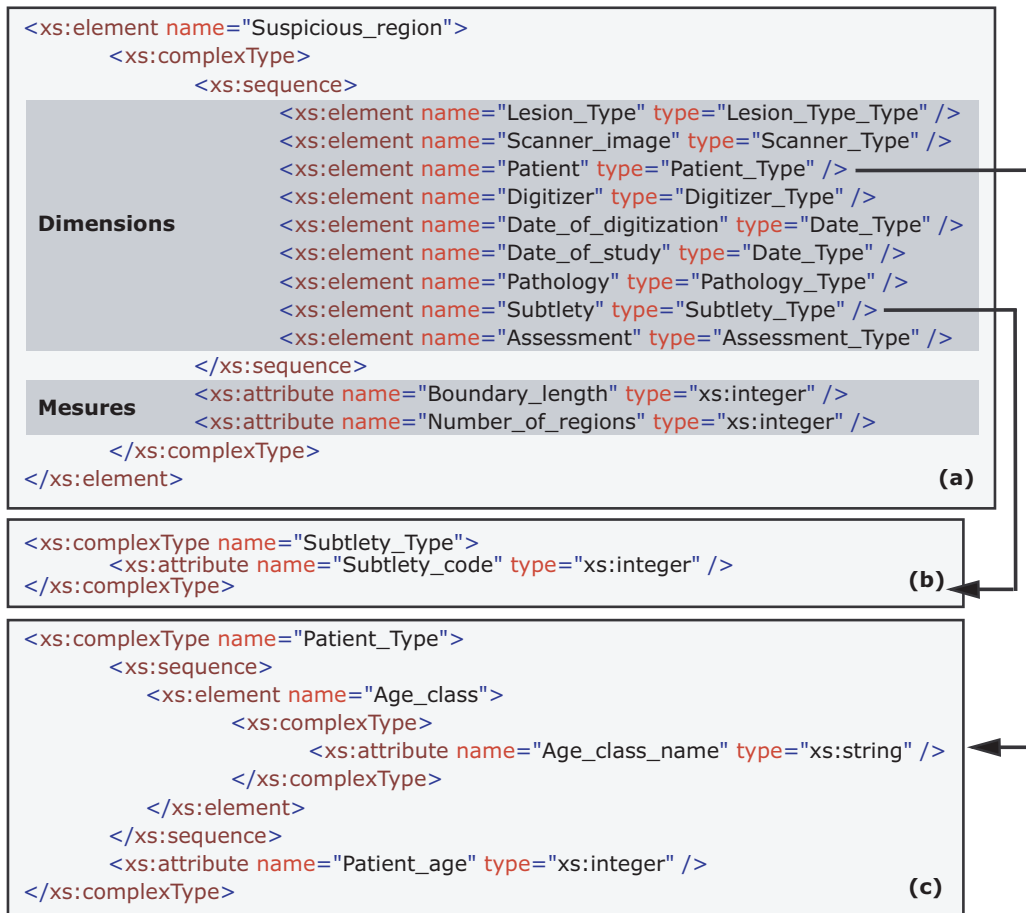 <xs:element name="Suspicious_region">
<xs:complexType>
<xs:sequence>
<xs:element name="Lesion_Type" type="Lesion_Type_Type" />
<xs:element name="Scanner_image" type="Scanner_Type" />
<xs:element name="Patient" type="Patient_Type" />
<xs:element name="Digitizer" type="Digitizer_Type" />
Dimensions <xs:element name="Date_of_digitization" type="Date_Type" />
<xs:element name="Date_of_study" type="Date_Type" />
<xs:element name="Pathology" type="Pathology_Type" />
<xs:element name="Subtlety" type="Subtlety_Type" />
<xs:element name="Assessment" type="Assessment_Type" />
</xs:sequence>
Mesures <xs:attribute name="Boundary_length" type="xs:integer" />
<xs:attribute name="Number_of_regions" type="xs:integer" />
</xs:complexType>
</xs:element> (a)
<xs:complexType name="Subtlety_Type">
<xs:attribute name="Subtlety_code" type="xs:integer" />
</xs:complexType> (b)
<xs:complexType name="Patient_Type">
<xs:sequence>
<xs:element name="Age_class">
<xs:complexType>
<xs:attribute name="Age_class_name" type="xs:string" />
</xs:complexType>
</xs:element>
</xs:sequence>
<xs:attribute name="Patient_age" type="xs:integer" />
</xs:complexType> (c)